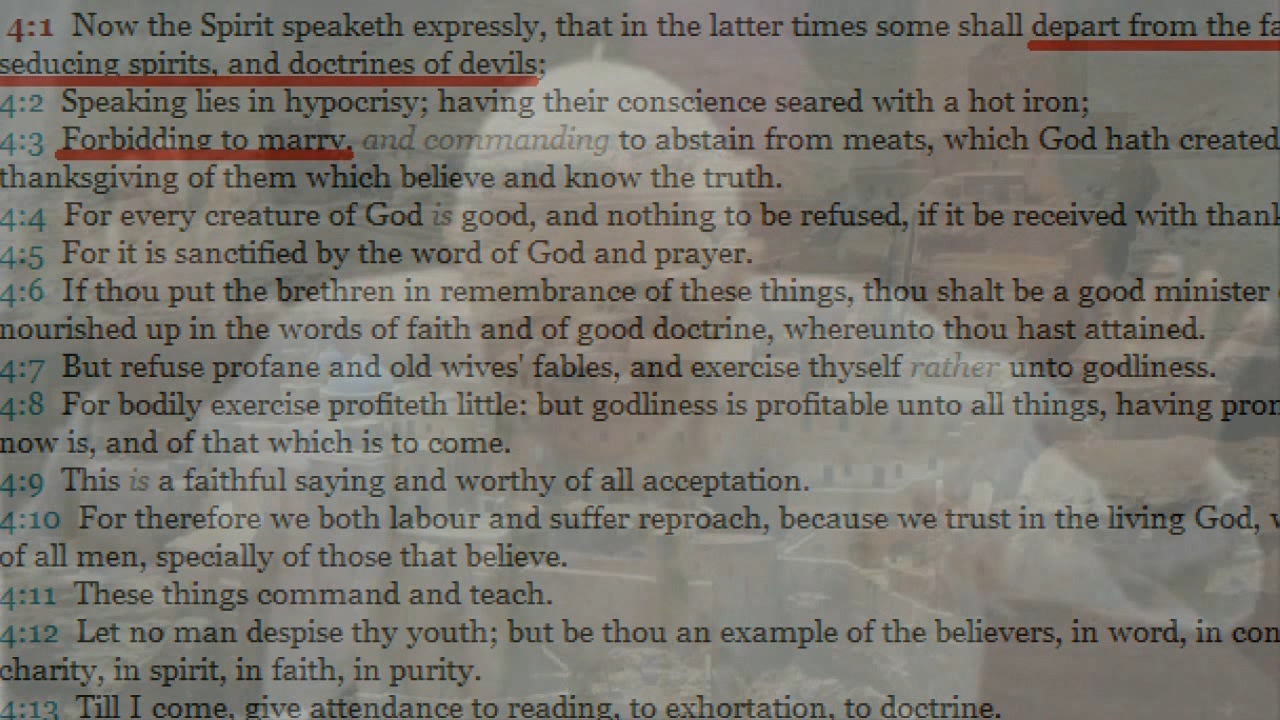 4:1 Now the Spirit speaketh expressly, that in the latter times some shall depart from the fa
seducing spirits, and doctrines of devils;
4:2 Speaking lies in hypocrisy; having their conscience seared with a hot iron;
4:3 Forbidding to marry, and commanding to abstain from meats, which God hath created
thanksgiving of them which believe and know the truth.
4:4 For every creature of God is good, and nothing to be refused, if it be received with thank
4:5 For it is sanctified by the word of God and prayer.
4:6 If thou put the brethren in remembrance of these things, thou shalt be a good minister
nourished up in the words of faith and of good doctrine, whereunto thou hast attained.
4:7 But refuse profane and old wives' fables, and exercise thyself rather unto godliness.
4:8 For bodily exercise profiteth little: but godliness is profitable unto all things, having pron
now is, and of that which is to come.
4:9 This is a faithful saying and worthy of all acceptation.
4:10 For therefore we both labour and suffer reproach, because we trust in the living God,
of all men, specially of those that believe.
4:11 These things command and teach.
4:12 Let no man despise thy youth; but be thou an example of the believers, in word, in con
charity, in spirit, in faith, in purity.
4:13 Till I come, give attendance to reading, to exhortation, to doctrine.